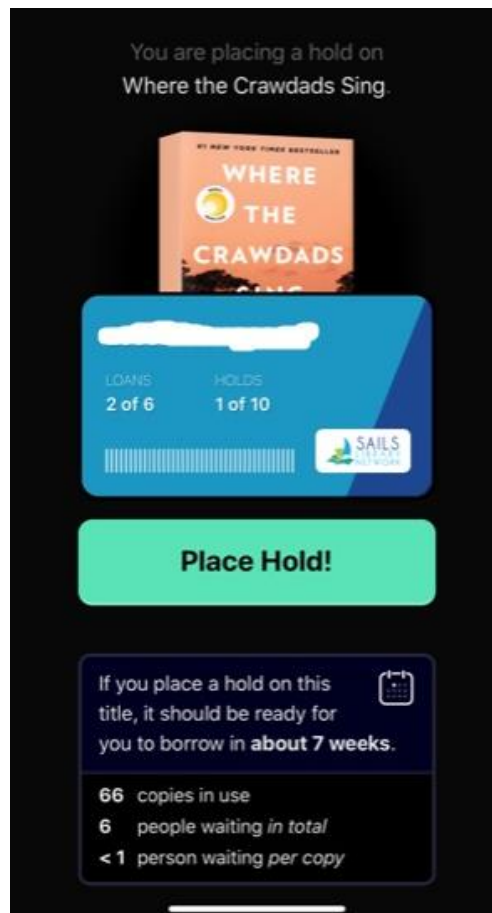 You are placing a hold on
Where the Crawdads Sing.
#1 NEW YORK TIMES BESTSELLER
WHERE
THE
CRAWDADS
SING
LOANS
HOLDS
2 of 6
1 of 10
SAILS
LIBRARY
NETWORK
Place Hold!
If you place a hold on this
title, it should be ready for
you to borrow in about 7 weeks.
66 copies in use
6 people waiting in total
< 1 person waiting per copy